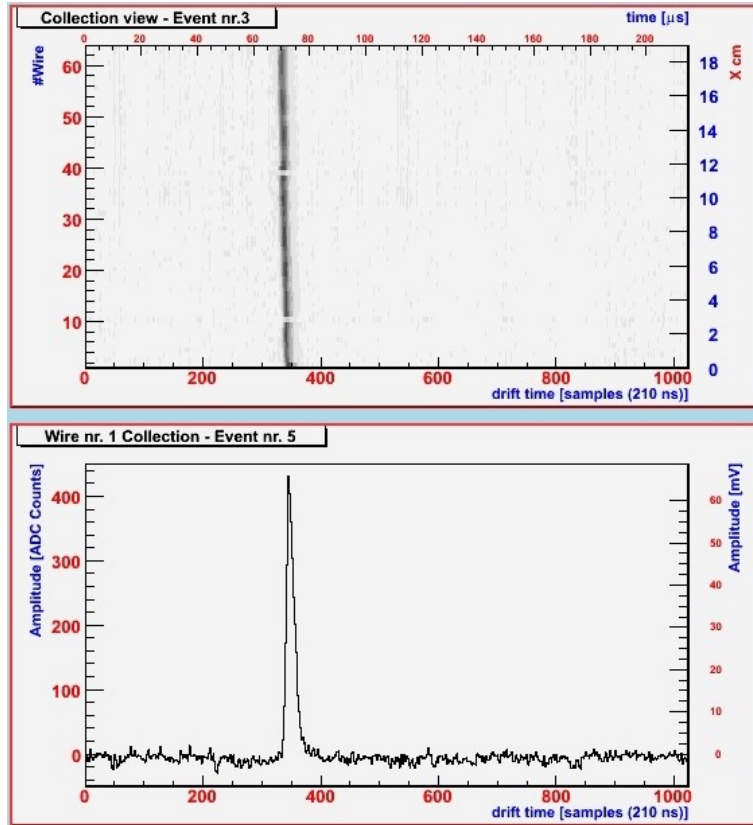 Collection view - Event nr.3
time [μs]
0 20 40 60 80 100 120 140 160 180 200
#Wire
60
50
40
30
20
10
18
16
14
12
10
8
6
4
2
0
X cm
0 200 400 600 800 1000
drift time [samples (210 ns)]
Wire nr. 1 Collection - Event nr. 5
Amplitude [ADC Counts]
400
300
200
100
0
60
50
40
30
20
10
0
Amplitude [mV]
0 200 400 600 800 1000
drift time [samples (210 ns)]